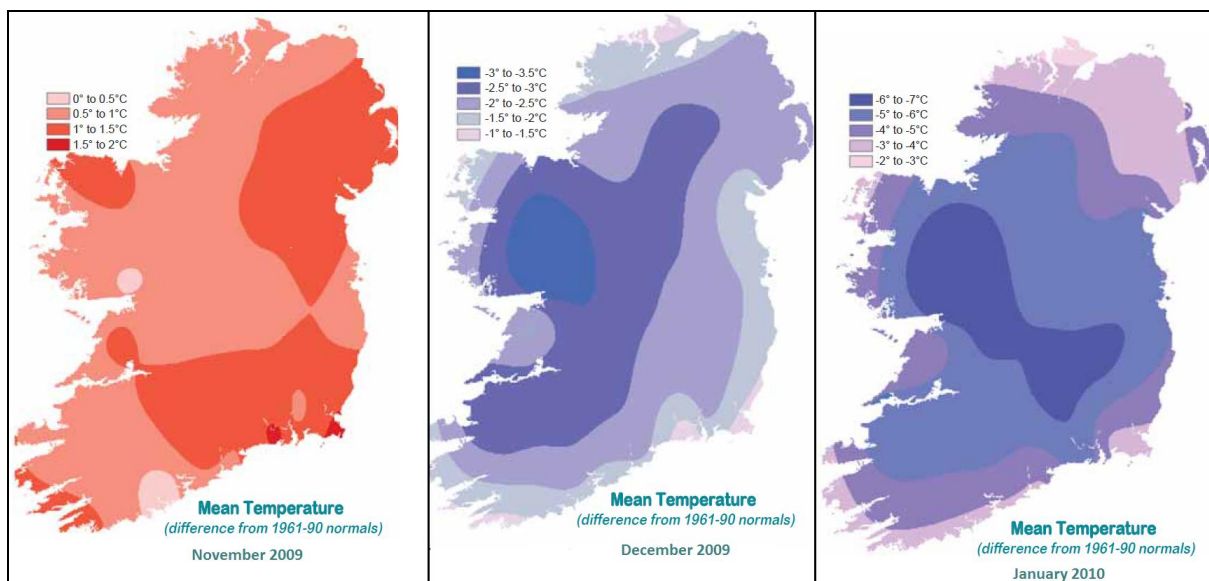 0° to 0.5°C
0.5° to 1°C
1° to 1.5°C
1.5° to 2°C
Mean Temperature
(difference from 1961-90 normals)
November 2009
-3° to -3.5°C
-2.5° to -3°C
-2° to -2.5°C
-1.5° to -2°C
-1° to -1.5°C
Mean Temperature
(difference from 1961-90 normals)
December 2009
-6° to -7°C
-5° to -6°C
-4° to -5°C
-3° to -4°C
-2° to -3°C
Mean Temperature
(difference from 1961-90 normals)
January 2010